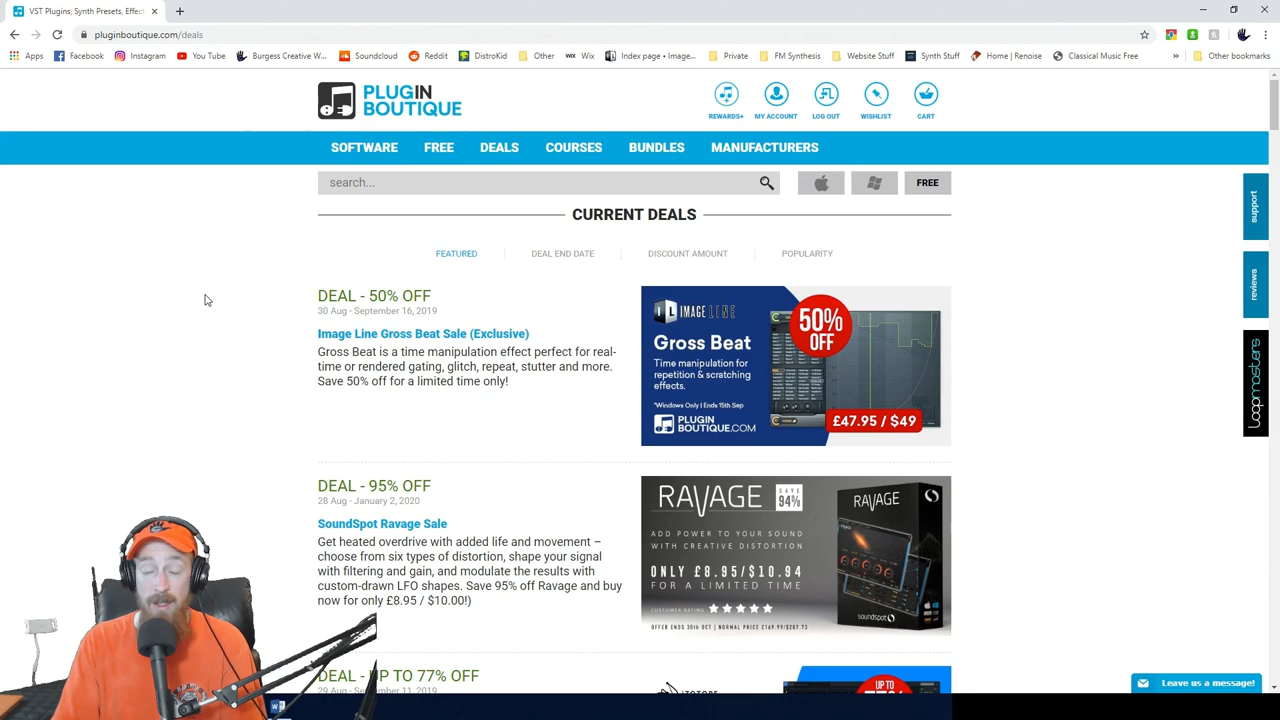 VST Plugins, Synth Presets, Effec
pluginboutique.com/deals
Apps Facebook Instagram You Tube Burgess Creative W... Soundcloud Reddit DistroKid Other Wix Index page • Image... Private FM Synthesis Website Stuff Synth Stuff Home | Renoise Classical Music Free » Other bookmarks
PLUGIN
BOUTIQUE
REWARDS+ MY ACCOUNT LOG OUT WISHLIST CART
SOFTWARE FREE DEALS COURSES BUNDLES MANUFACTURERS
search... FREE
CURRENT DEALS
FEATURED DEAL END DATE DISCOUNT AMOUNT POPULARITY
support
reviews
Loopmasters
DEAL - 50% OFF
30 Aug - September 16, 2019
Image Line Gross Beat Sale (Exclusive)
Gross Beat is a time manipulation effect perfect for real-
time or rendered gating, glitch, repeat, stutter and more.
Save 50% off for a limited time only!
IMAGE LINE
Gross Beat
Time manipulation for
repetition & scratching
effects.
*Windows Only | Ends 15th Sep
PLUGIN
BOUTIQUE.COM
50%
OFF
£47.95 / $49
DEAL - 95% OFF
28 Aug - January 2, 2020
SoundSpot Ravage Sale
Get heated overdrive with added life and movement –
choose from six types of distortion, shape your signal
with filtering and gain, and modulate the results with
custom-drawn LFO shapes. Save 95% off Ravage and buy
now for only £8.95 / $10.00!)
RAVAGE SAVE 94%
ADD POWER TO YOUR SOUND
WITH CREATIVE DISTORTION
ONLY £8.95/$10.94
FOR A LIMITED TIME
CUSTOMER RATING
OFFER ENDS 30th OCT | NORMAL PRICE £169.99/$207.73
RAVAGE
soundspot
DEAL - UP TO 77% OFF
29 Aug - September 11, 2019
IZOTOPE
UP TO
Leave us a message!